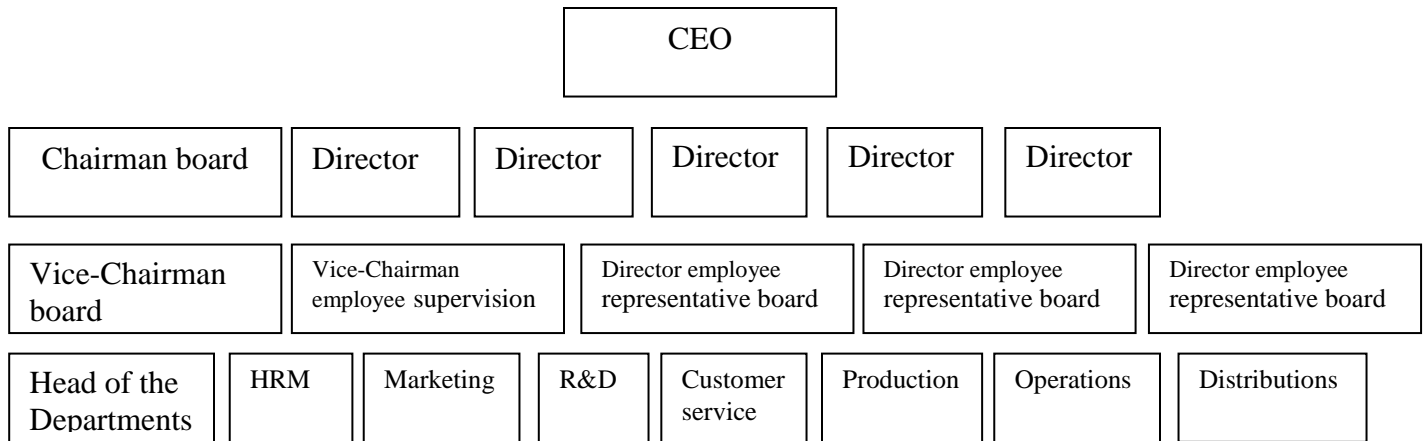 CEO
Chairman board
Director
Director
Director
Director
Director
Vice-Chairman
board
Vice-Chairman
employee supervision
Director employee
representative board
Director employee
representative board
Director employee
representative board
Head of the
Departments
HRM
Marketing
R&D
Customer
service
Production
Operations
Distributions